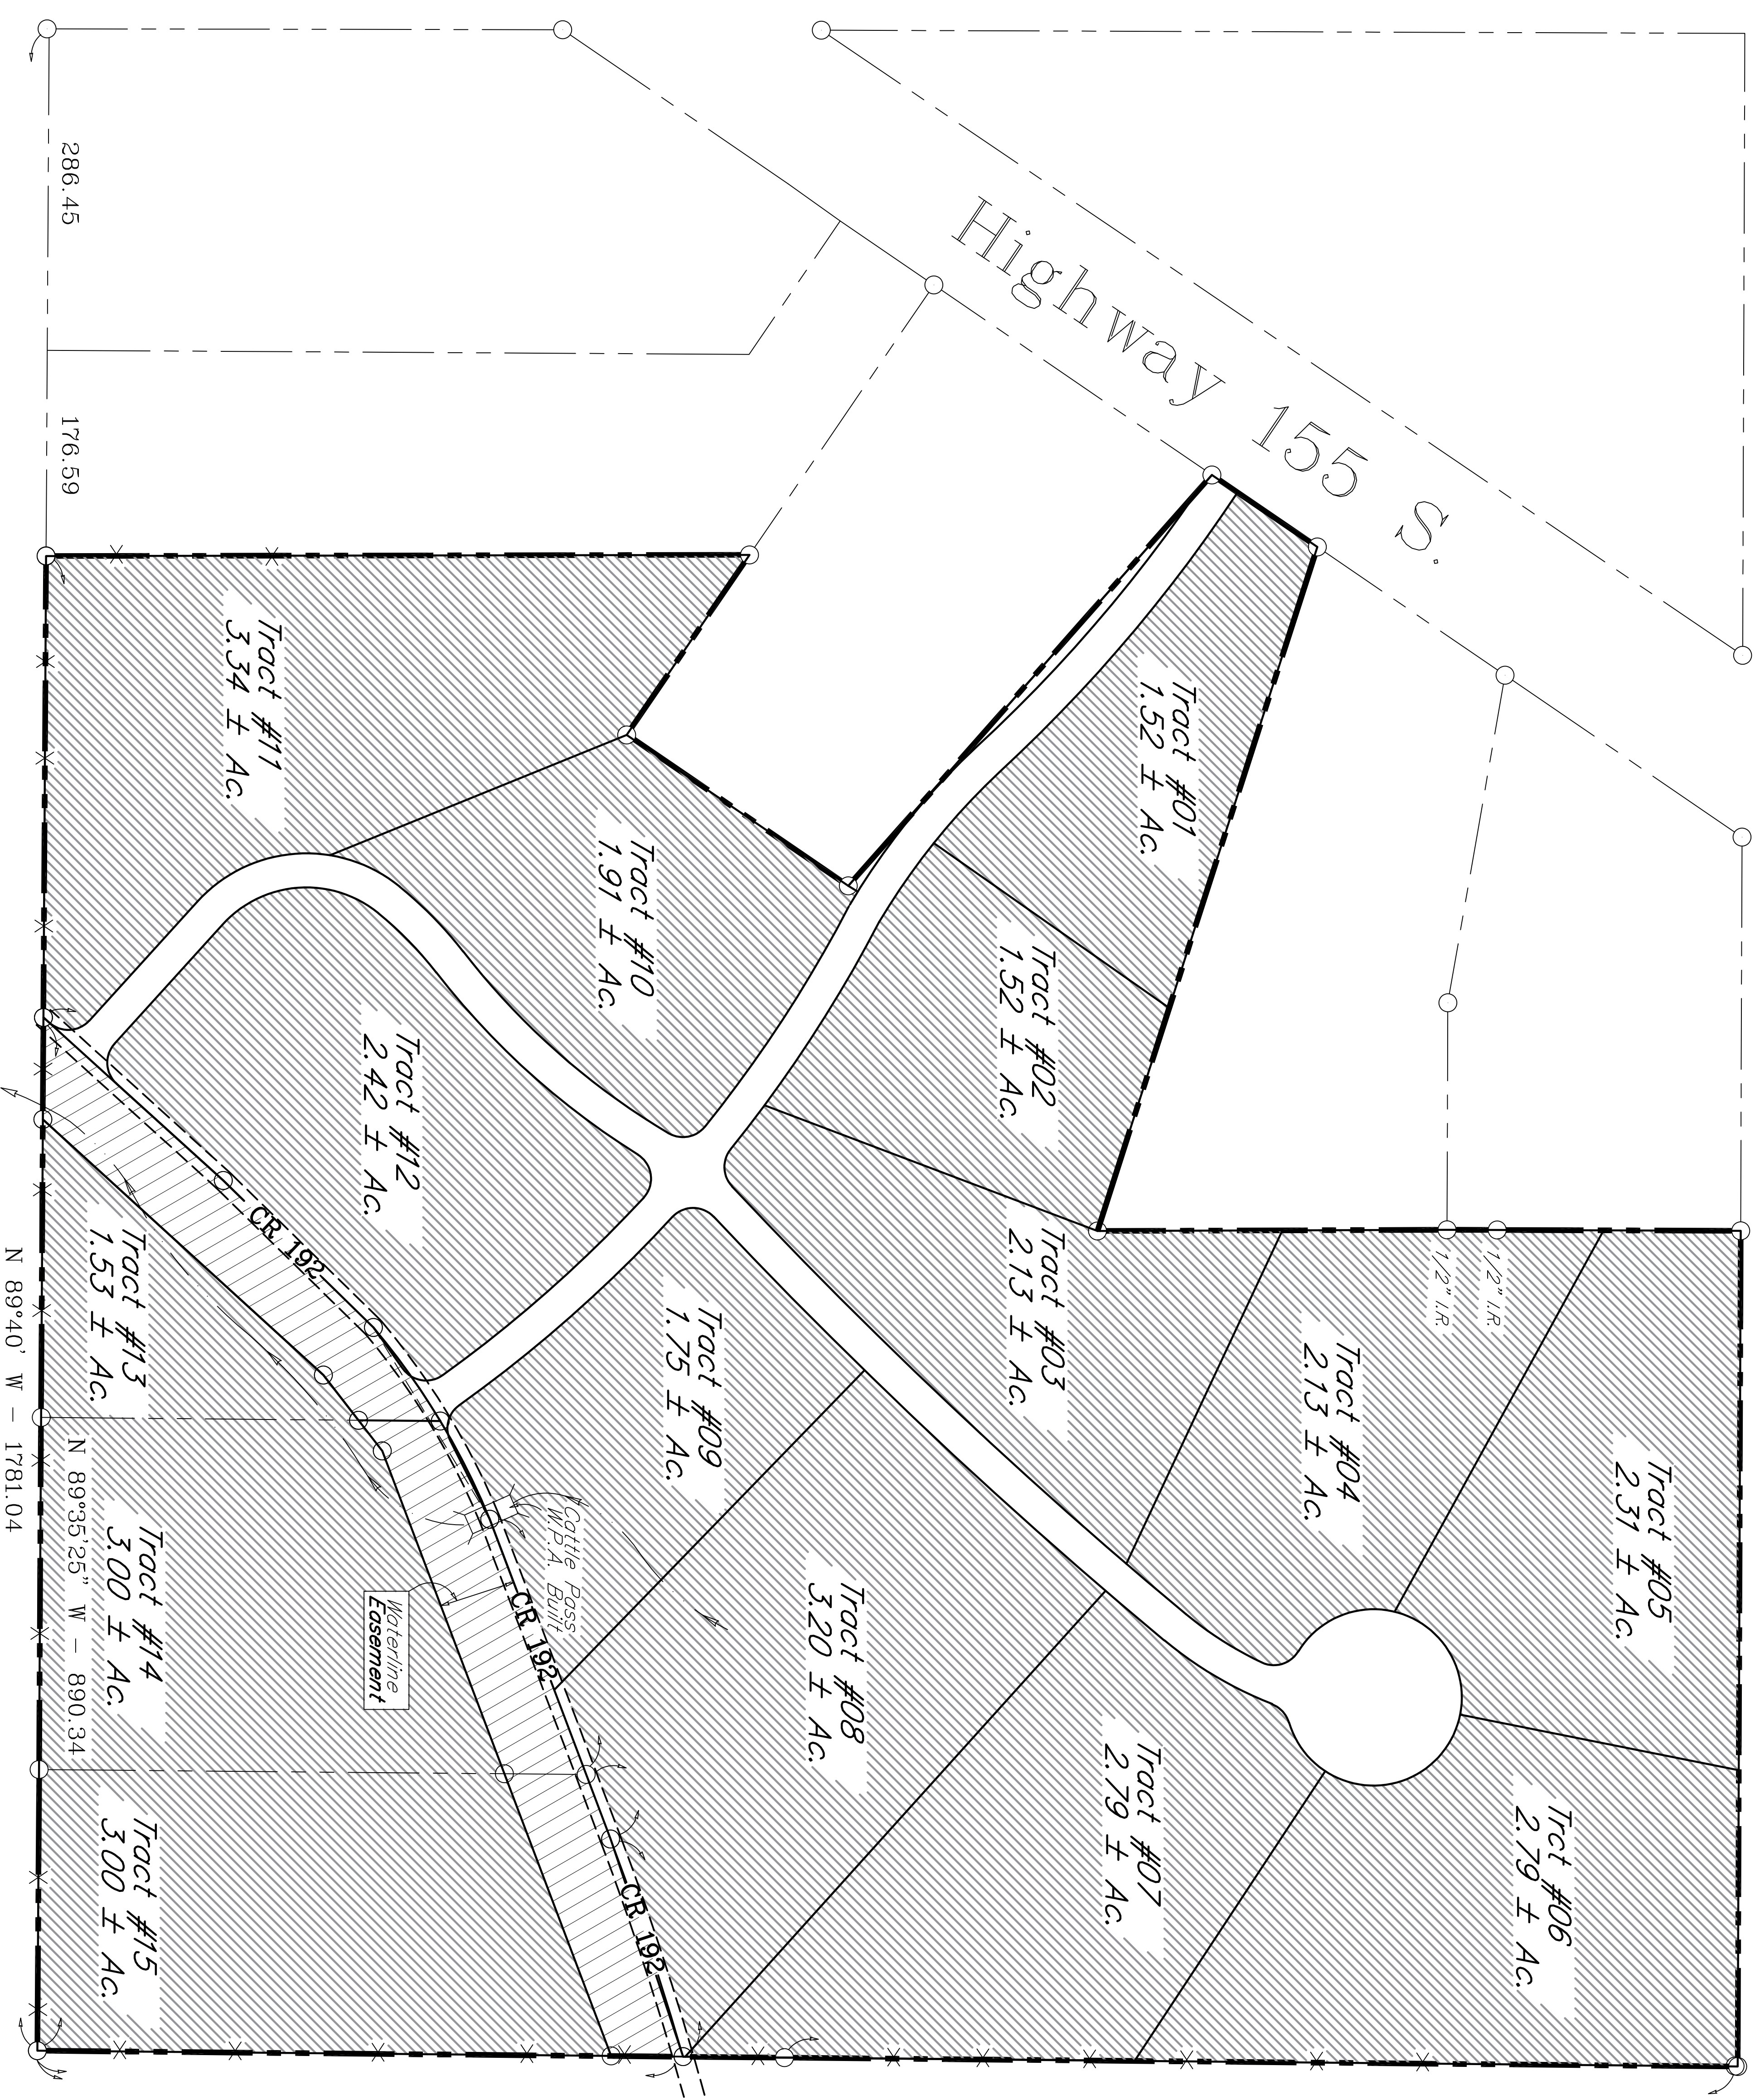 Highway 155 S.
286.45
176.59
Tract #01
1.52 ± Ac.
Tract #02
1.52 ± Ac.
Tract #03
2.13 ± Ac.
Tract #04
2.13 ± Ac.
1/2" I.R.
1/2" I.R.
Tract #05
2.31 ± Ac.
Trct #06
2.79 ± Ac.
Tract #07
2.79 ± Ac.
Tract #08
3.20 ± Ac.
Tract #09
1.75 ± Ac.
Tract #10
1.91 ± Ac.
Tract #11
3.34 ± Ac.
Tract #12
2.42 ± Ac.
CR 192
Cattle Pass
W.P.A. Built
CR 192
Waterline
Easement
CR 192
Tract #13
1.53 ± Ac.
Tract #14
3.00 ± Ac.
Tract #15
3.00 ± Ac.
N 89°35'25" W - 890.34
N 89°40' W - 1781.04